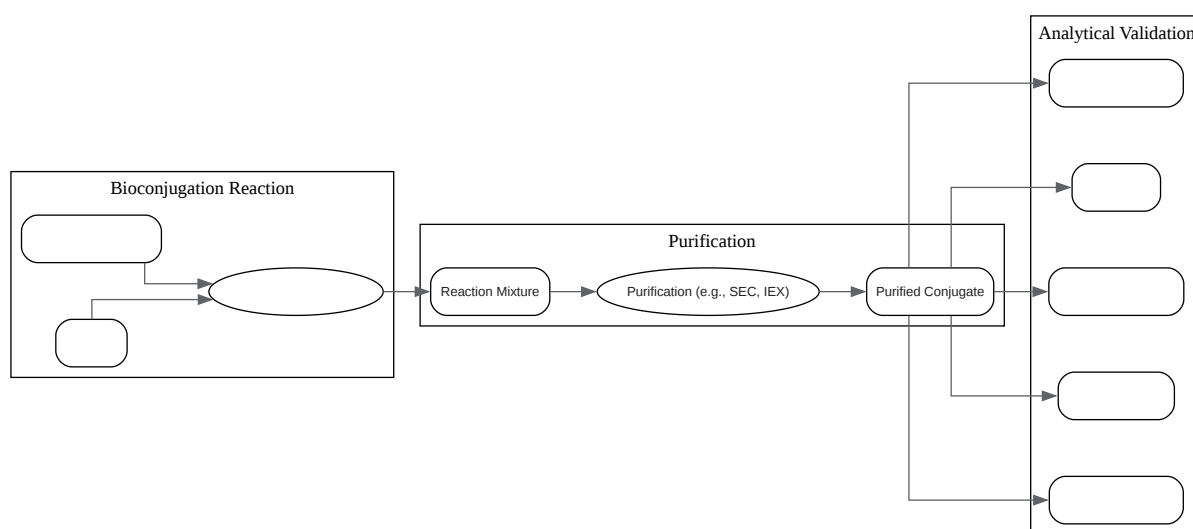 Analytical Validation
Bioconjugation Reaction
Purification
Reaction Mixture
Purification (e.g., SEC, IEX)
Purified Conjugate